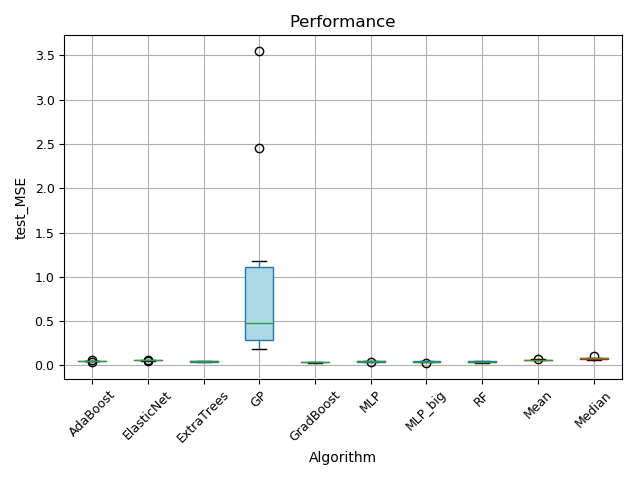 Performance
3.5
3.0
2.5
2.0
1.5
1.0
0.5
0.0
test_MSE
AdaBoost
ElasticNet
ExtraTrees
GP
GradBoost
MLP
MLP_big
RF
Mean
Median
Algorithm